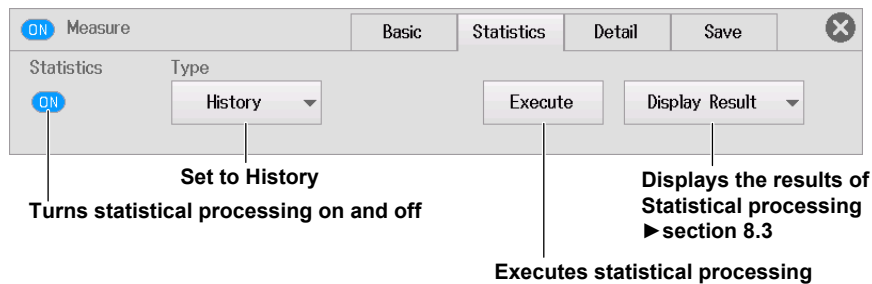 ON Measure Basic Statistics Detail Save
Statistics Type
ON History Execute Display Result
Set to History
Turns statistical processing on and off
Displays the results of
Statistical processing
►section 8.3
Executes statistical processing